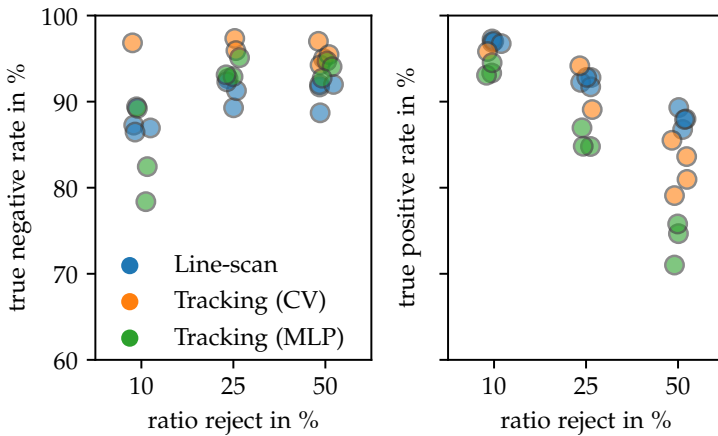 true negative rate in %
100
90
80
70
60
Line-scan
Tracking (CV)
Tracking (MLP)
10
25
50
ratio reject in %
true positive rate in %
10
25
50
ratio reject in %